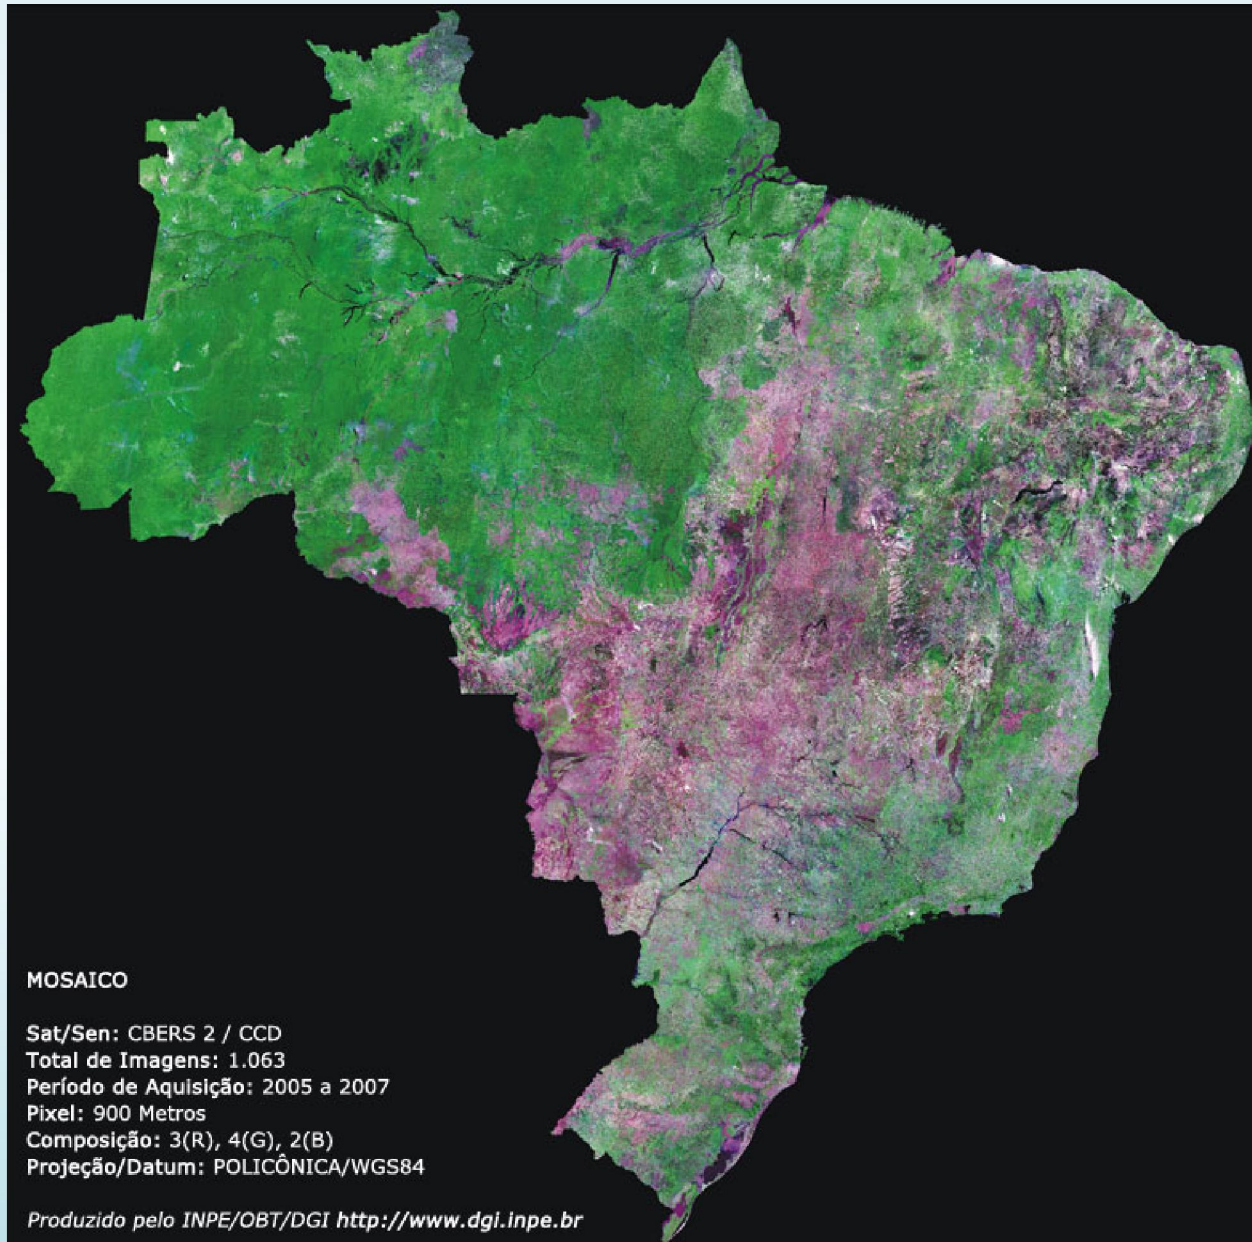 MOSAICO
Sat/Sen: CBERS 2 / CCD
Total de Imagens: 1.063
Período de Aquisição: 2005 a 2007
Pixel: 900 Metros
Composição: 3(R), 4(G), 2(B)
Projeção/Datum: POLICÔNICA/WGS84
Produzido pelo INPE/OBT/DGI http://www.dgi.inpe.br